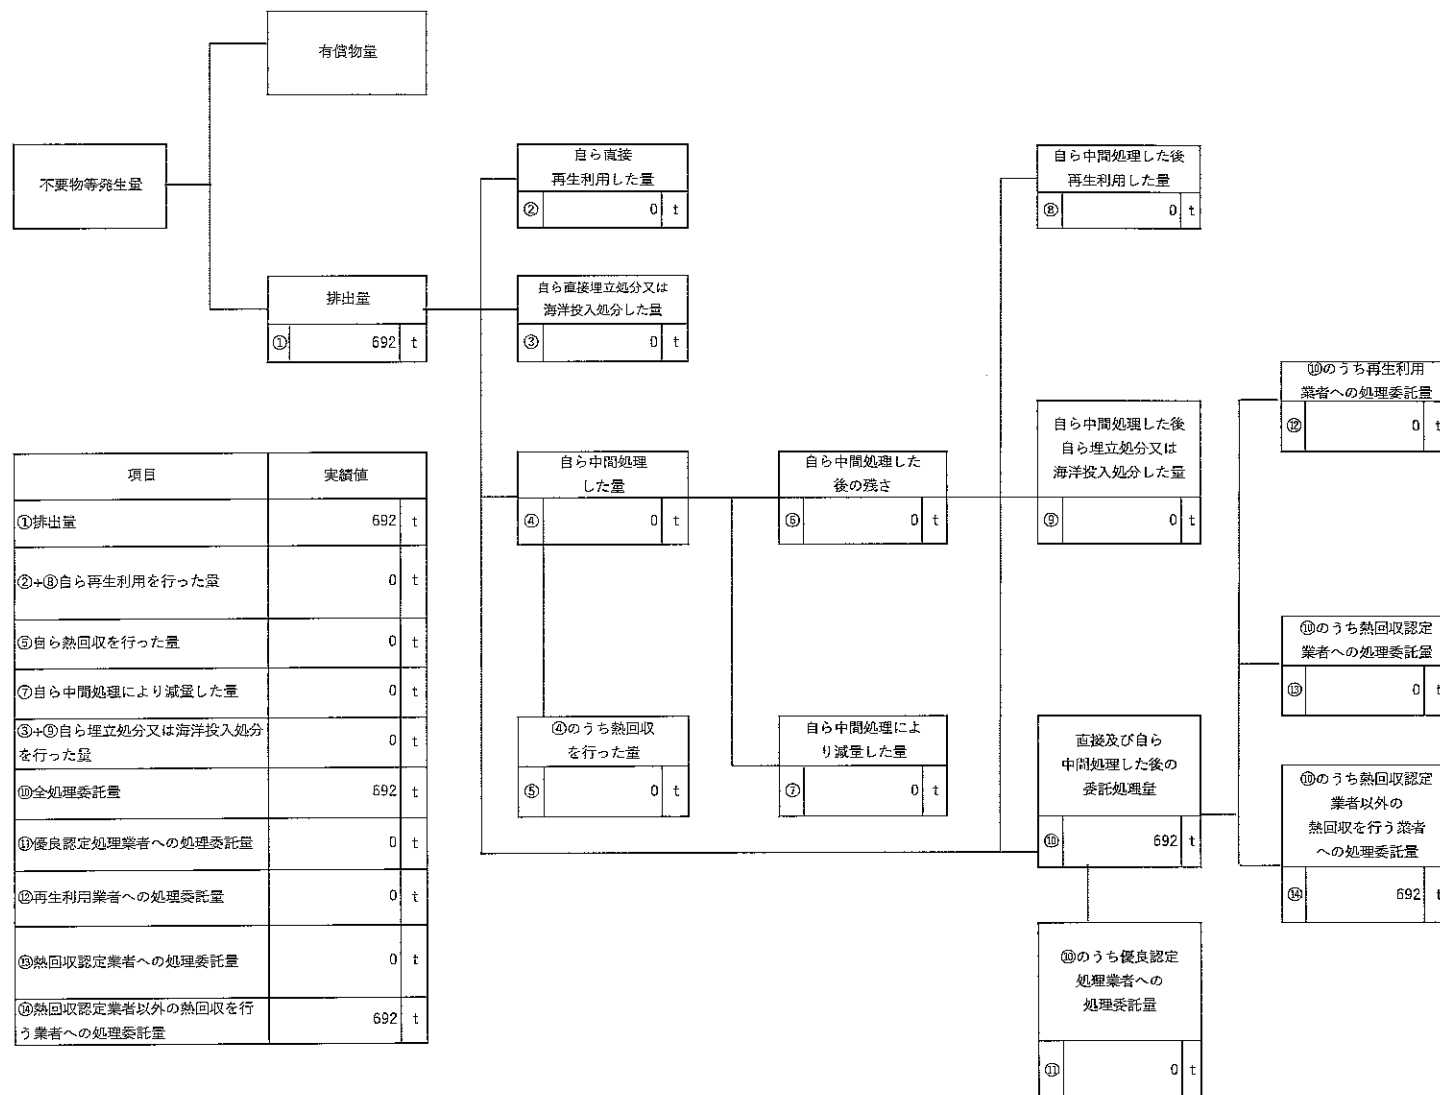 有償物量
不要物等発生量
排出量
① 692 t
自ら直接
再生利用した量
② 0 t
自ら直接埋立処分又は
海洋投入処分した量
③ 0 t
自ら中間処理
した量
④ 0 t
④のうち熱回収
を行った量
⑤ 0 t
自ら中間処理した
後の残さ
⑥ 0 t
自ら中間処理によ
り減量した量
⑦ 0 t
自ら中間処理した後
再生利用した量
⑧ 0 t
自ら中間処理した後
自ら埋立処分又は
海洋投入処分した量
⑨ 0 t
直接及び自ら
中間処理した後の
委託処理量
⑩ 692 t
⑩のうち優良認定
処理業者への
処理委託量
⑪ 0 t
⑩のうち再生利用
業者への処理委託量
⑫ 0 t
⑩のうち熱回収認定
業者への処理委託量
⑬ 0 t
⑩のうち熱回収認定
業者以外の
熱回収を行う業者
への処理委託量
⑭ 692 t
項目 実績値
①排出量 692 t
②+⑧自ら再生利用を行った量 0 t
⑤自ら熱回収を行った量 0 t
⑦自ら中間処理により減量した量 0 t
③+⑨自ら埋立処分又は海洋投入処分
を行った量 0 t
⑩全処理委託量 692 t
⑪優良認定処理業者への処理委託量 0 t
⑫再生利用業者への処理委託量 0 t
⑬熱回収認定業者への処理委託量 0 t
⑭熱回収認定業者以外の熱回収を行
う業者への処理委託量 692 t